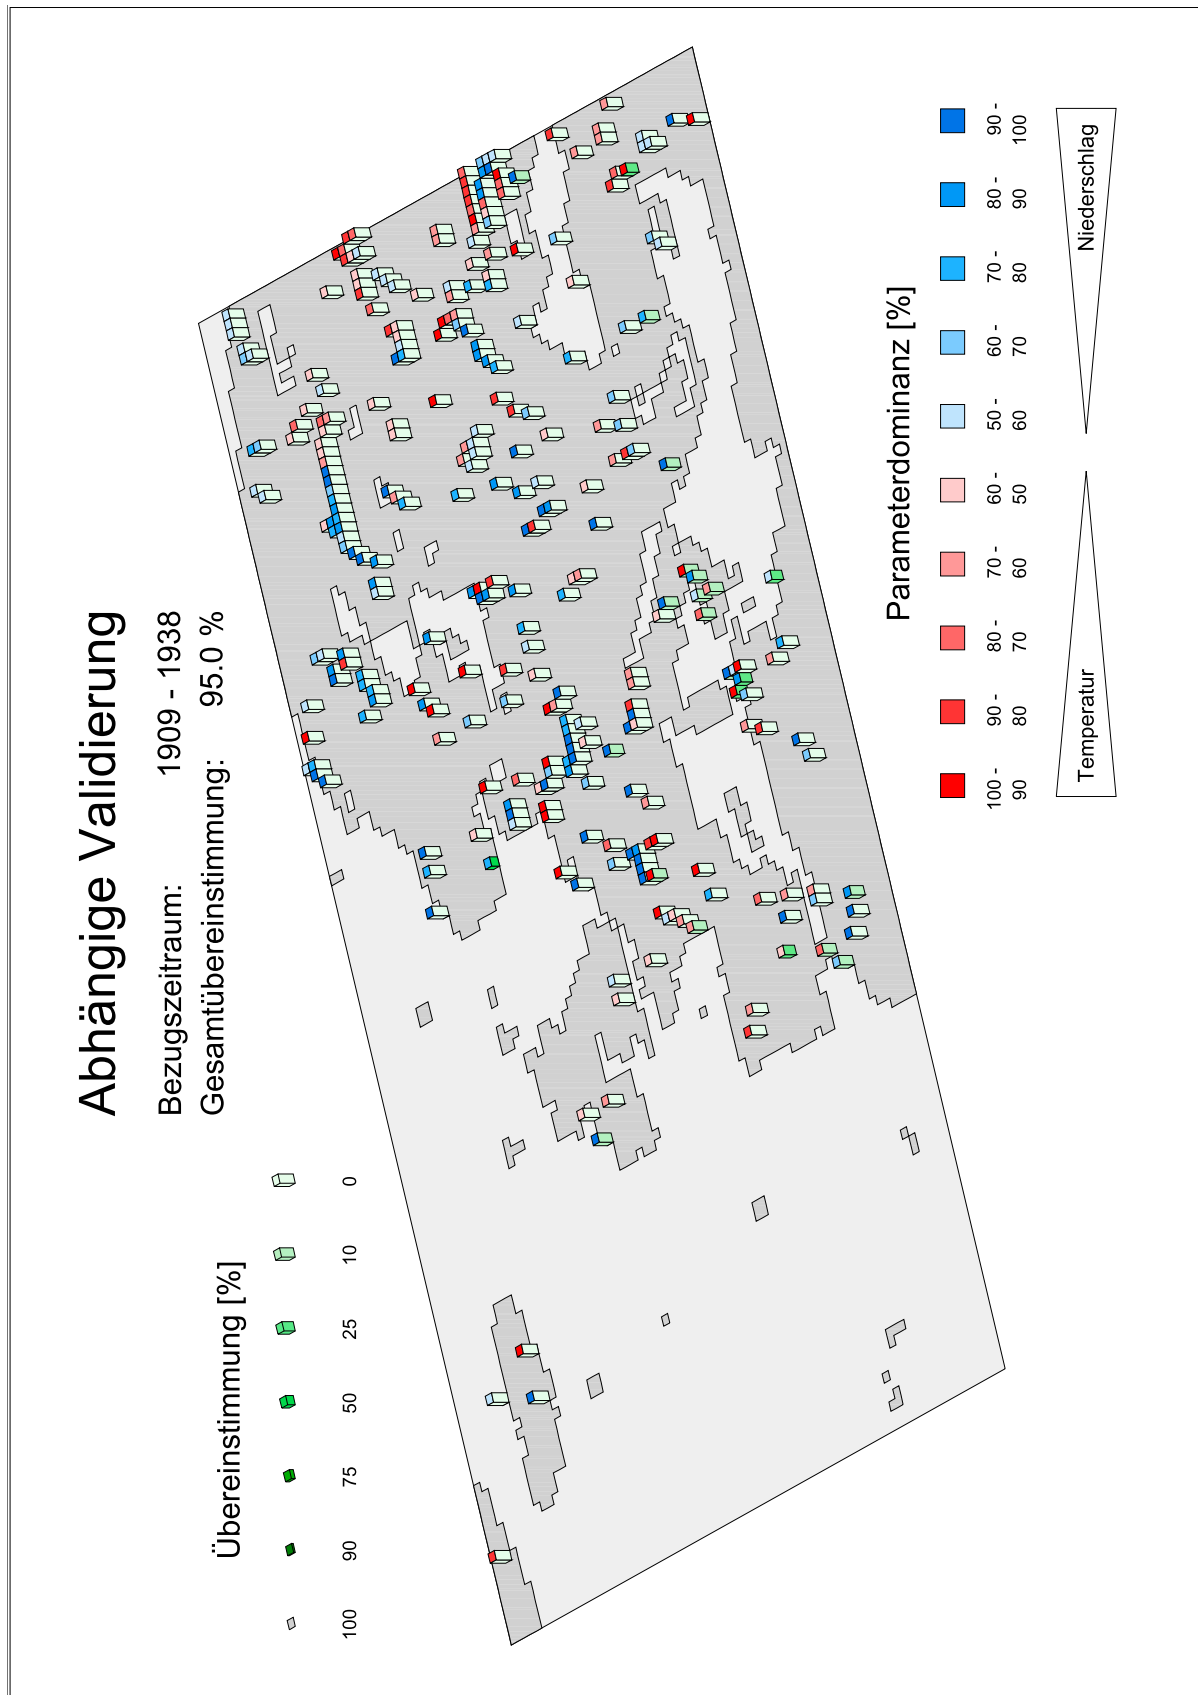 Abhängige Validierung
Bezugszeitraum: 1909 - 1938
Gesamtübereinstimmung: 95.0 %
Übereinstimmung [%]
100 90 75 50 25 10 0
Parameterdominanz [%]
100 - 90 - 80 - 70 - 60 - 50 - 60 - 70 - 80 - 90 -
90 80 70 60 50 60 70 80 90 100
Temperatur Niederschlag